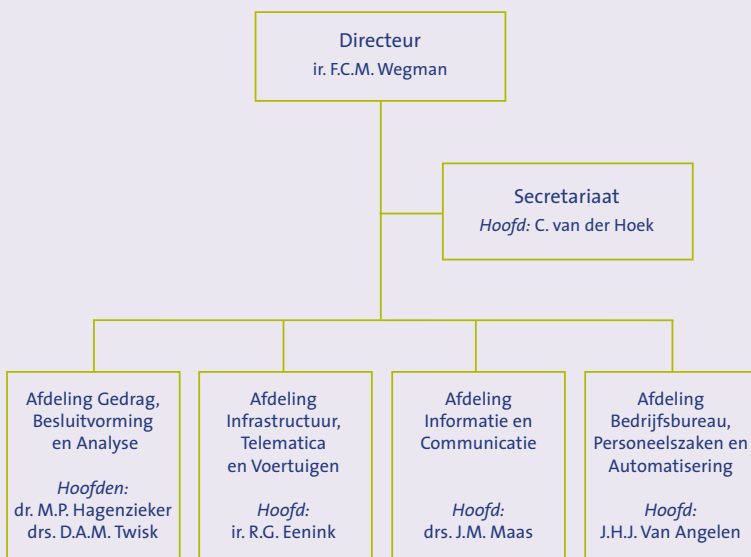 Directeur
ir. F.C.M. Wegman
Secretariaat
Hoofd: C. van der Hoek
Afdeling Gedrag,
Besluitvorming
en Analyse
Hoofden:
dr. M.P. Hagenzieker
drs. D.A.M. Twisk
Afdeling
Infrastructuur,
Telematica
en Voertuigen
Hoofd:
ir. R.G. Eenink
Afdeling
Informatie en
Communicatie
Hoofd:
drs. J.M. Maas
Afdeling
Bedrijfsbureau,
Personeelszaken en
Automatisering
Hoofd:
J.H.J. Van Angelen